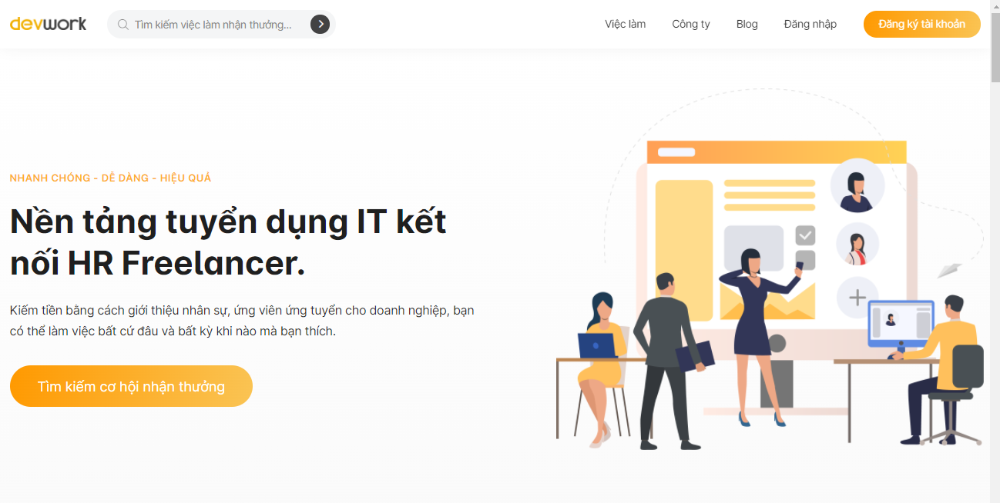 devwork
Tìm kiếm việc làm nhận thưởng...
Việc làm
Công ty
Blog
Đăng nhập
Đăng ký tài khoản
NHANH CHÓNG - DỄ DÀNG - HIỆU QUẢ
Nền tảng tuyển dụng IT kết
nối HR Freelancer.
Kiếm tiền bằng cách giới thiệu nhân sự, ứng viên ứng tuyển cho doanh nghiệp, bạn
có thể làm việc bất cứ đâu và bất kỳ khi nào mà bạn thích.
Tìm kiếm cơ hội nhận thưởng